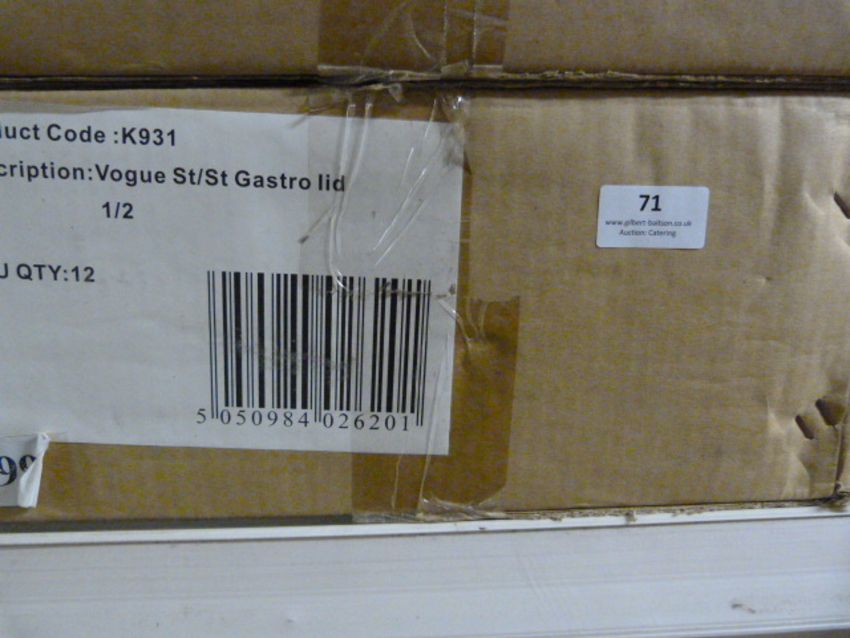 uct Code :K931
cription:Vogue St/St Gastro lid
1/2
U QTY:12
5 050984 026201
71
www.gilbert-baitson.co.uk
Auction: Catering
99